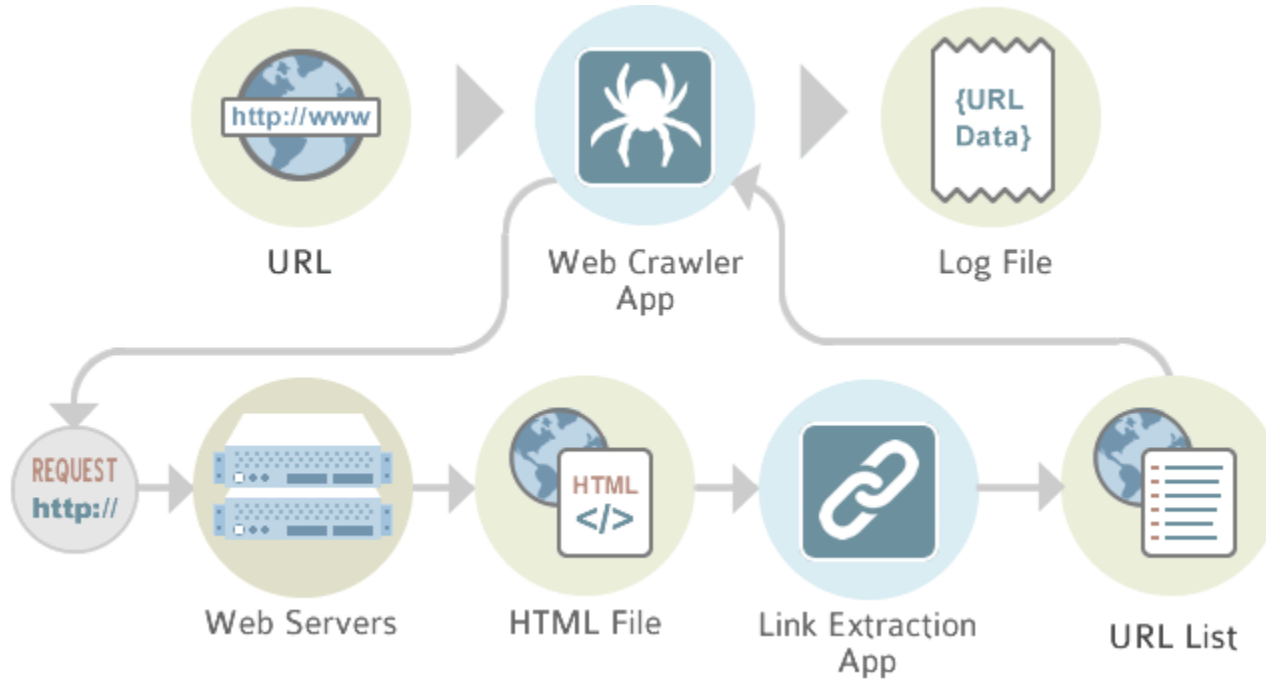 http://www
{URL
Data}
URL
Web Crawler
App
Log File
REQUEST
http://
HTML
</>
Web Servers
HTML File
Link Extraction
App
URL List